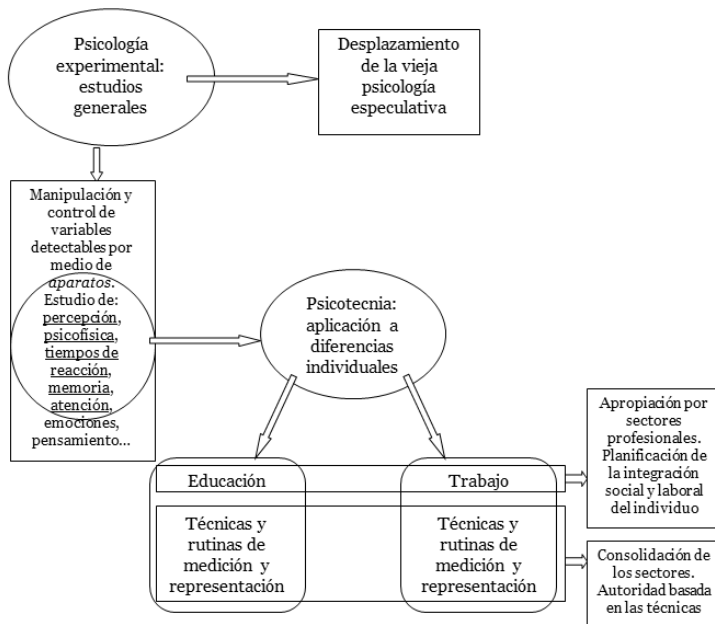 Psicología
experimental:
estudios
generales
Desplazamiento
de la vieja
psicología
especulativa
Manipulación y
control de
variables
detectables por
medio de
aparatos.
Estudio de:
percepción,
psicofísica,
tiempos de
reacción,
memoria,
atención,
emociones,
pensamiento...
Psicotecnia:
aplicación a
diferencias
individuales
Educación
Trabajo
Apropiación por
sectores
profesionales.
Planificación de
la integración
social y laboral
del individuo
Técnicas y
rutinas de
medición y
representación
Técnicas y
rutinas de
medición y
representación
Consolidación de
los sectores.
Autoridad basada
en las técnicas